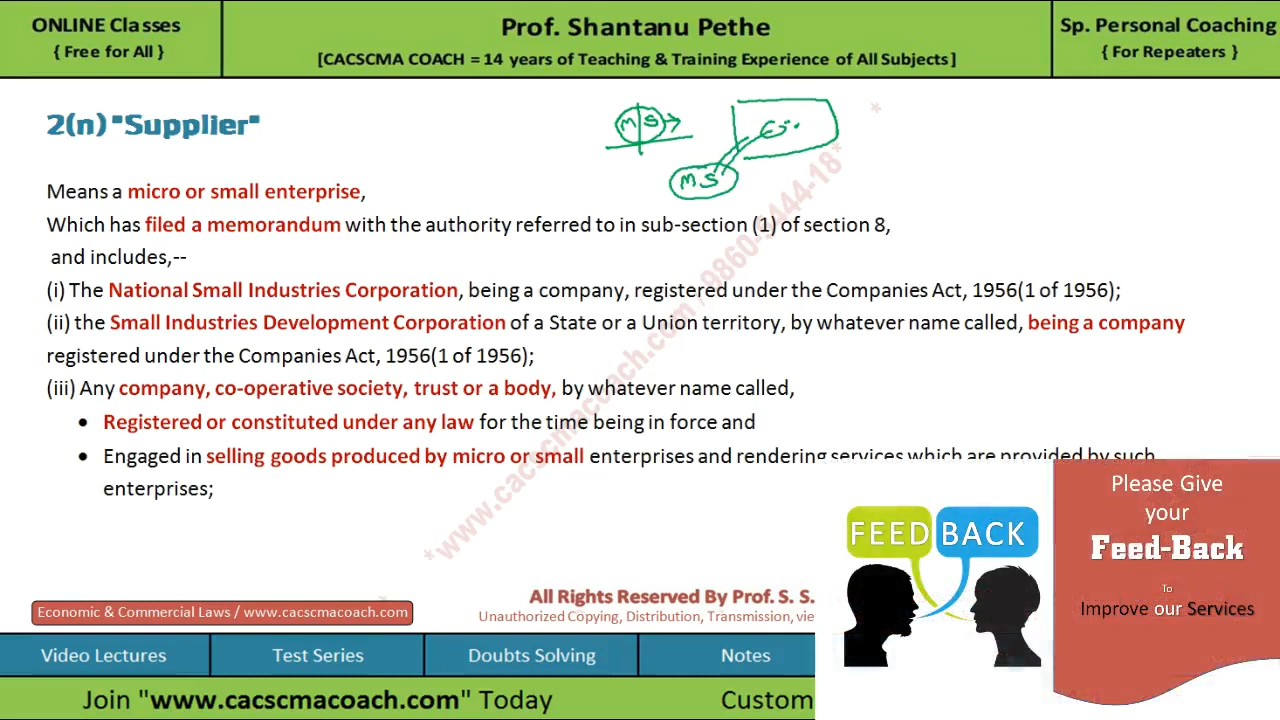 ONLINE Classes
{ Free for All }
Prof. Shantanu Pethe
[CACSCMA COACH = 14 years of Teaching & Training Experience of All Subjects]
Sp. Personal Coaching
{ For Repeaters }
2(n) "Supplier"
M S
M S
Means a micro or small enterprise,
Which has filed a memorandum with the authority referred to in sub-section (1) of section 8,
and includes,--
(i) The National Small Industries Corporation, being a company, registered under the Companies Act, 1956(1 of 1956);
(ii) the Small Industries Development Corporation of a State or a Union territory, by whatever name called, being a company
registered under the Companies Act, 1956(1 of 1956);
(iii) Any company, co-operative society, trust or a body, by whatever name called,
• Registered or constituted under any law for the time being in force and
• Engaged in selling goods produced by micro or small enterprises and rendering services which are provided by such
enterprises;
*www.cacscmacoach.com / 9860-5444-18*
FEED BACK
Please Give
your
Feed-Back
To
Improve our Services
Economic & Commercial Laws / www.cacscmacoach.com
All Rights Reserved By Prof. S. S.
Unauthorized Copying, Distribution, Transmission, vie
Video Lectures
Test Series
Doubts Solving
Notes
Join "www.cacscmacoach.com" Today
Custom